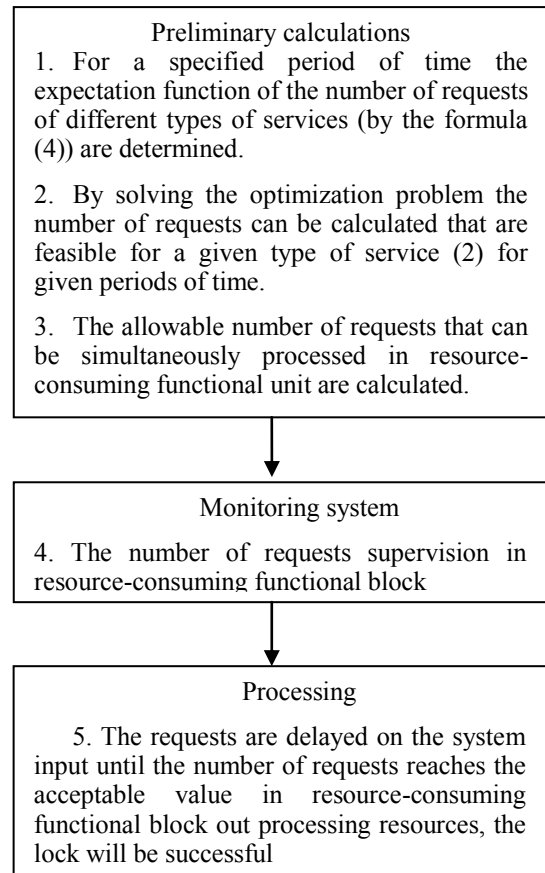 Preliminary calculations
1. For a specified period of time the
expectation function of the number of requests
of different types of services (by the formula
(4)) are determined.
2. By solving the optimization problem the
number of requests can be calculated that are
feasible for a given type of service (2) for
given periods of time.
3. The allowable number of requests that can
be simultaneously processed in resource-
consuming functional unit are calculated.
Monitoring system
4. The number of requests supervision in
resource-consuming functional block
Processing
5. The requests are delayed on the system
input until the number of requests reaches the
acceptable value in resource-consuming
functional block out processing resources, the
lock will be successful